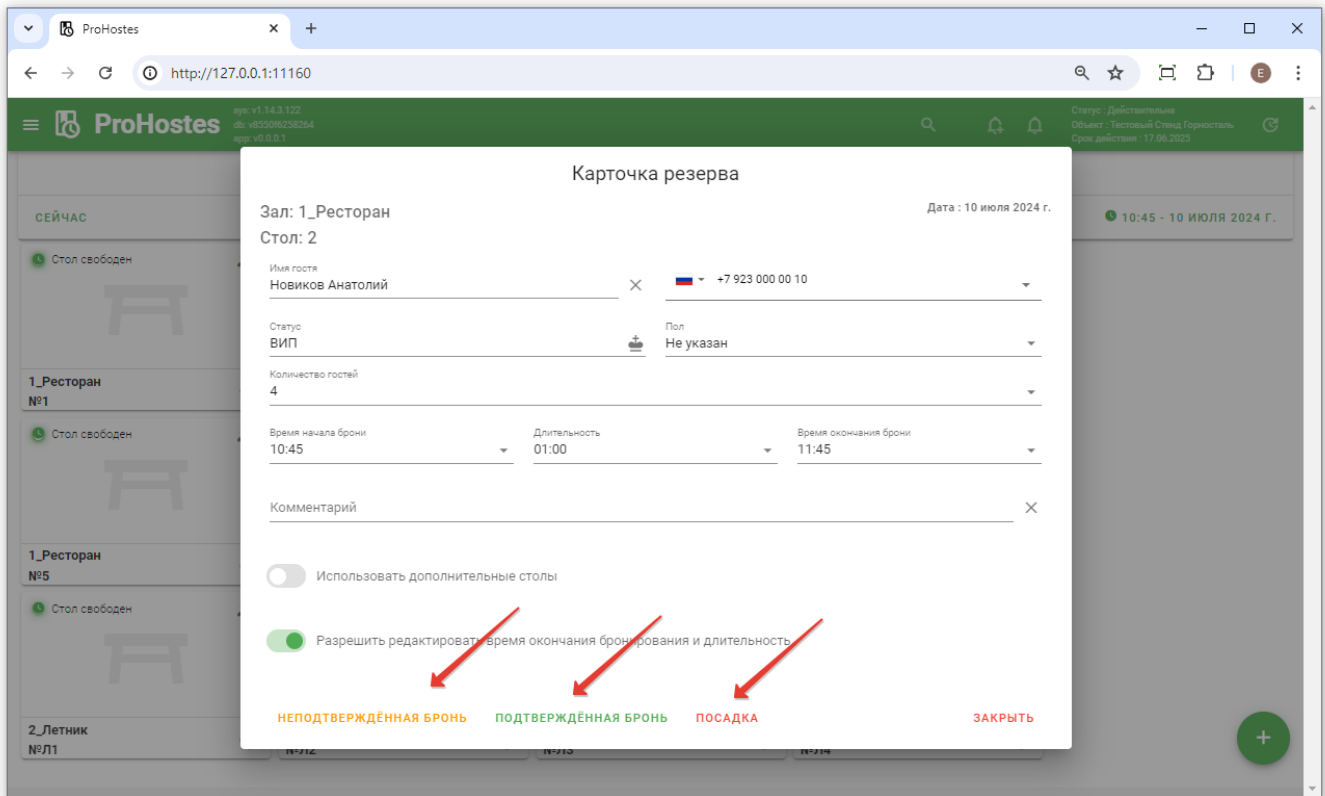 ProHostes
http://127.0.0.1:11160
E
ProHostes
sys: v1.14.3.122
db: v8550f6258264
app: v0.0.0.1
Статус : Действительна
Объект : Тестовый Стенд Горносталь
Срок действия : 17.06.2025
СЕЙЧАС
10:45 - 10 ИЮЛЯ 2024 Г.
Карточка резерва
Зал: 1_Ресторан
Дата : 10 июля 2024 г.
Стол: 2
Имя гостя
Новиков Анатолий
+7 923 000 00 10
Статус
ВИП
Пол
Не указан
Количество гостей
4
Время начала брони
10:45
Длительность
01:00
Время окончания брони
11:45
Комментарий
Использовать дополнительные столы
Разрешить редактировать время окончания бронирования и длительность
НЕПОДТВЕРЖДЁННАЯ БРОНЬ
ПОДТВЕРЖДЁННАЯ БРОНЬ
ПОСАДКА
ЗАКРЫТЬ
Стол свободен
1_Ресторан
№1
Стол свободен
1_Ресторан
№5
Стол свободен
2_Летник
№Л1
№Л2
№Л3
№Л4